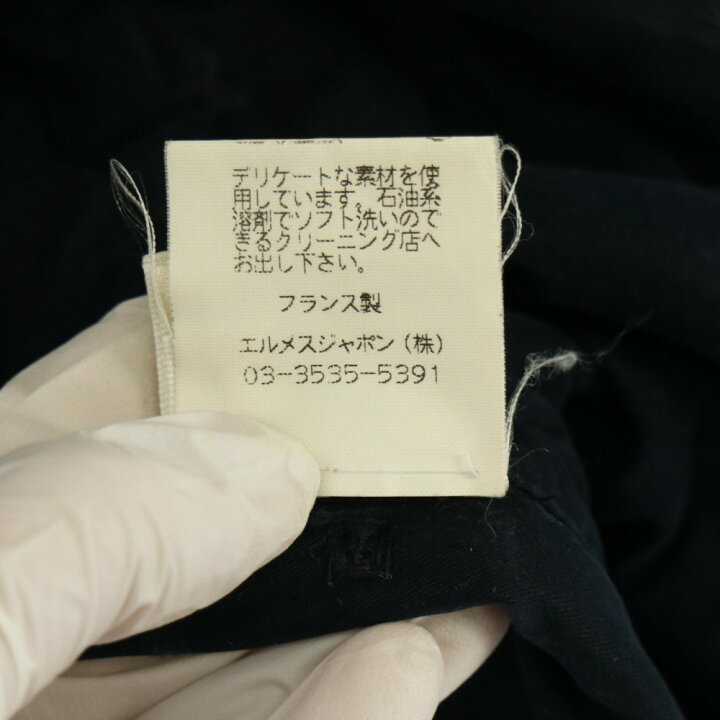 デリケートな素材を使
用しています。石油系
溶剤でソフト洗いので
きるクリーニング店へ
お出し下さい。
フランス製
エルメスジャポン（株）
03-3535-5391